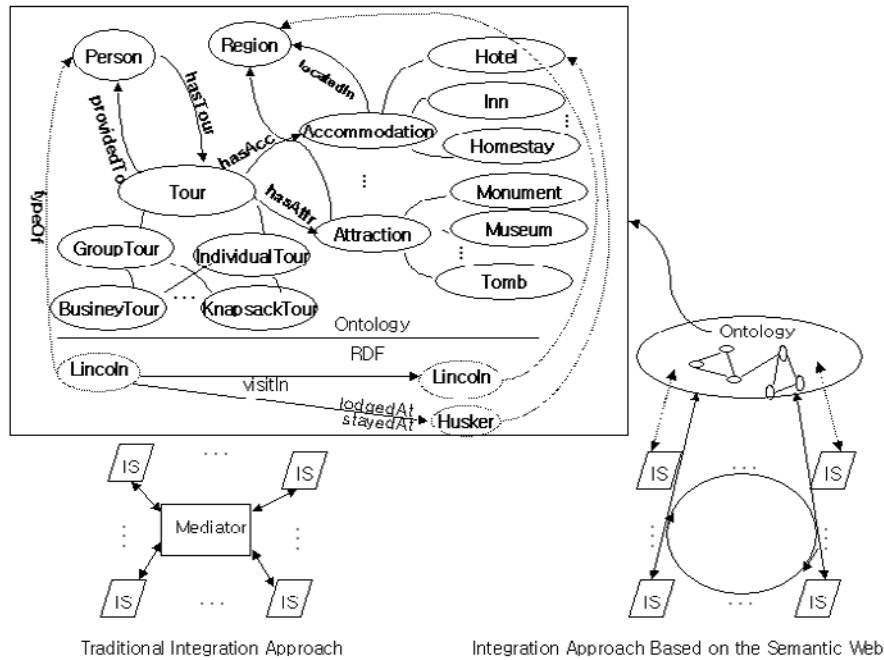 Person
Region
Hotel
hasTour
locatedIn
Inn
providedTo
hasAcc
Accommodation
Homestay
Tour
hasAttr
Monument
typeOf
Attraction
Museum
GroupTour
IndividualTour
Tomb
BusineyTour
KnapsackTour
Ontology
RDF
Lincoln
visitIn
Lincoln
lodgedAt
stayedAt
Husker
Ontology
IS
IS
IS
IS
Mediator
IS
IS
IS
IS
Traditional Integration Approach
Integration Approach Based on the Semantic Web